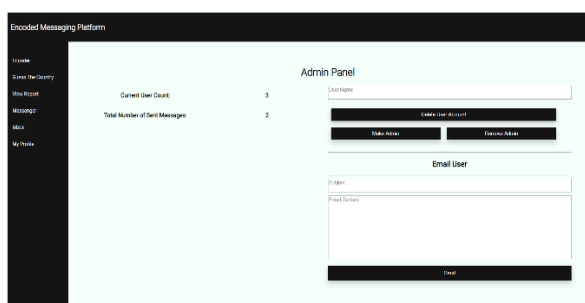 Encoded Messaging Platform
Encoder
Guess The Country
View Report
Messenger
Inbox
My Profile
Admin Panel
Current User Count: 3
Total Number of Sent Messages: 2
User Name
Delete User Account
Make Admin Remove Admin
Email User
Subject
Email Content
Send